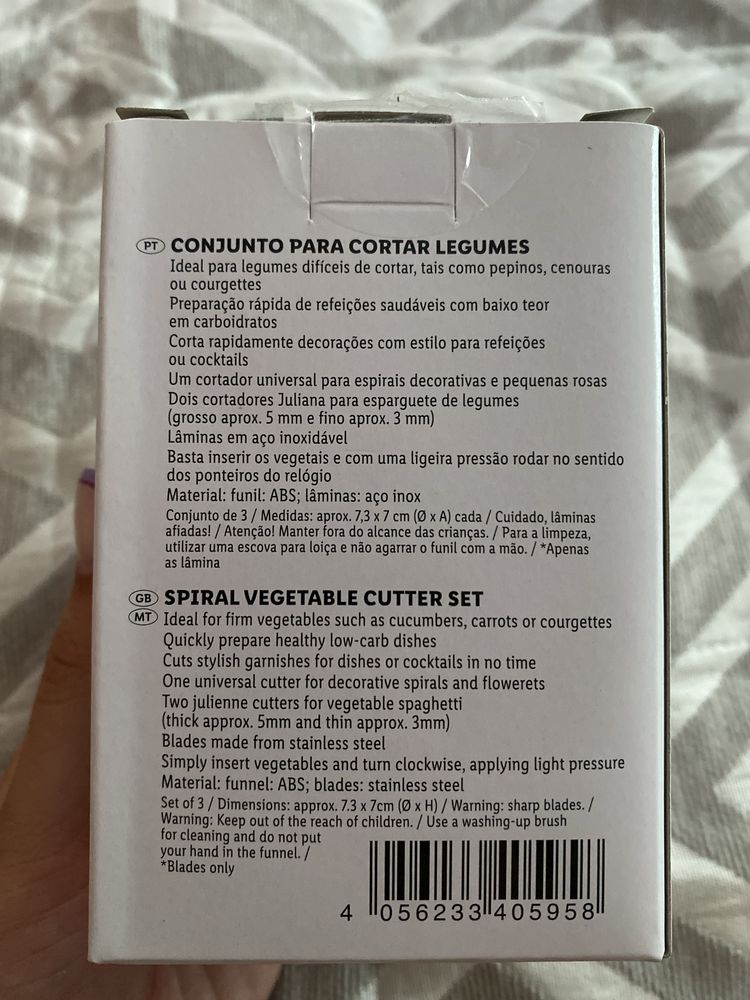 PT CONJUNTO PARA CORTAR LEGUMES
Ideal para legumes difíceis de cortar, tais como pepinos, cenouras
ou courgettes
Preparação rápida de refeições saudáveis com baixo teor
em carboidratos
Corta rapidamente decorações com estilo para refeições
ou cocktails
Um cortador universal para espirais decorativas e pequenas rosas
Dois cortadores Juliana para esparguete de legumes
(grosso aprox. 5 mm e fino aprox. 3 mm)
Lâminas em aço inoxidável
Basta inserir os vegetais e com uma ligeira pressão rodar no sentido
dos ponteiros do relógio
Material: funil: ABS; lâminas: aço inox
Conjunto de 3 / Medidas: aprox. 7,3 x 7 cm (Ø x A) cada / Cuidado, lâminas
afiadas! / Atenção! Manter fora do alcance das crianças. / Para a limpeza,
utilizar uma escova para loiça e não agarrar o funil com a mão. / *Apenas
as lâmina
GB SPIRAL VEGETABLE CUTTER SET
MT Ideal for firm vegetables such as cucumbers, carrots or courgettes
Quickly prepare healthy low-carb dishes
Cuts stylish garnishes for dishes or cocktails in no time
One universal cutter for decorative spirals and flowerets
Two julienne cutters for vegetable spaghetti
(thick approx. 5mm and thin approx. 3mm)
Blades made from stainless steel
Simply insert vegetables and turn clockwise, applying light pressure
Material: funnel: ABS; blades: stainless steel
Set of 3 / Dimensions: approx. 7.3 x 7cm (Ø x H) / Warning: sharp blades. /
Warning: Keep out of the reach of children. / Use a washing-up brush
for cleaning and do not put
your hand in the funnel. /
*Blades only
4 056233 405958